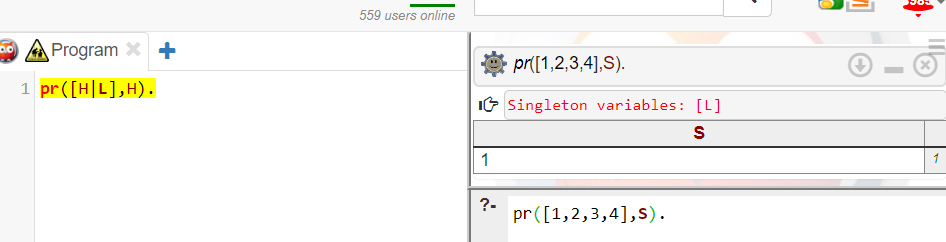 559 users online
Program
pr([1,2,3,4],S).
1 pr([H|L],H).
Singleton variables: [L]
S
1 1
?- pr([1,2,3,4],S).